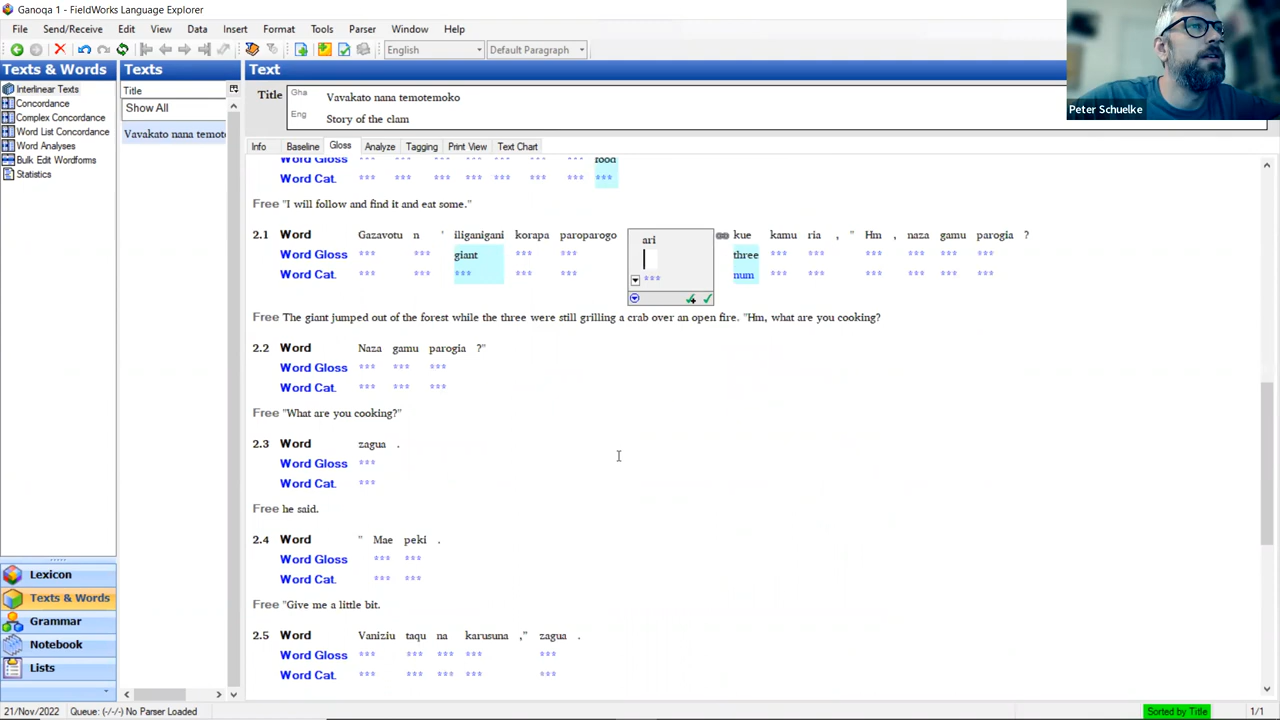 Ganoqa 1 - FieldWorks Language Explorer
File Send/Receive Edit View Data Insert Format Tools Parser Window Help
English Default Paragraph
Peter Schuelke
Texts & Words Texts Text
Interlinear Texts
Concordance
Complex Concordance
Word List Concordance
Word Analyses
Bulk Edit Wordforms
Statistics
Title
Show All
Vavakato nana temot
Title Gha Vavakato nana temotemoko
Eng Story of the clam
Info Baseline Gloss Analyze Tagging Print View Text Chart
Word Gloss *** *** *** *** *** *** *** food
Word Cat. *** *** *** *** *** *** *** ***
Free "I will follow and find it and eat some."
2.1 Word Gazavotu n ' iliganigani korapa paroparogo ari kue kamu ria , " Hm , naza gamu parogia ?
Word Gloss *** *** giant *** *** three *** *** *** *** ***
Word Cat. *** *** *** *** *** *** num *** *** *** *** ***
Free The giant jumped out of the forest while the three were still grilling a crab over an open fire. "Hm, what are you cooking?
2.2 Word Naza gamu parogia ?"
Word Gloss *** *** ***
Word Cat. *** *** ***
Free "What are you cooking?"
2.3 Word zagua .
Word Gloss ***
Word Cat. ***
Free he said.
2.4 Word " Mae peki .
Word Gloss *** ***
Word Cat. *** ***
Free "Give me a little bit.
2.5 Word Vaniziu taqu na karusuna ," zagua .
Word Gloss *** *** *** *** ***
Word Cat. *** *** *** *** ***
Lexicon
Texts & Words
Grammar
Notebook
Lists
21/Nov/2022 Queue: (-/-/-) No Parser Loaded Sorted by Title 1/1